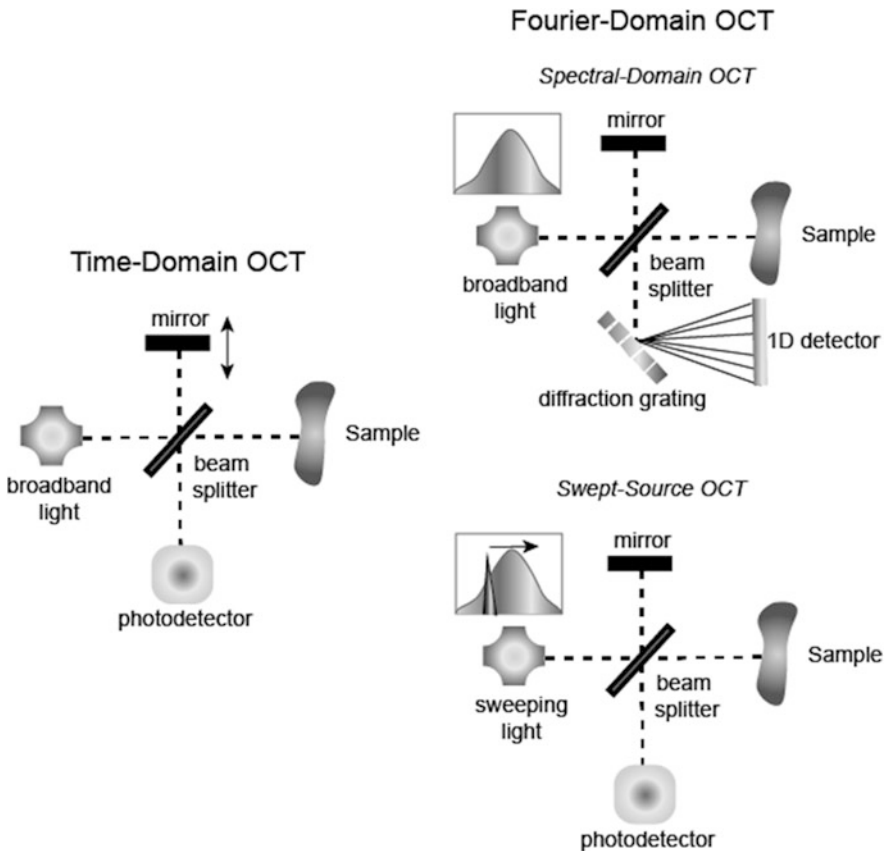 Fourier-Domain OCT
Spectral-Domain OCT
mirror
broadband
light
beam
splitter
Sample
1D detector
diffraction grating
Time-Domain OCT
mirror
broadband
light
beam
splitter
Sample
photodetector
Swept-Source OCT
mirror
sweeping
light
beam
splitter
Sample
photodetector